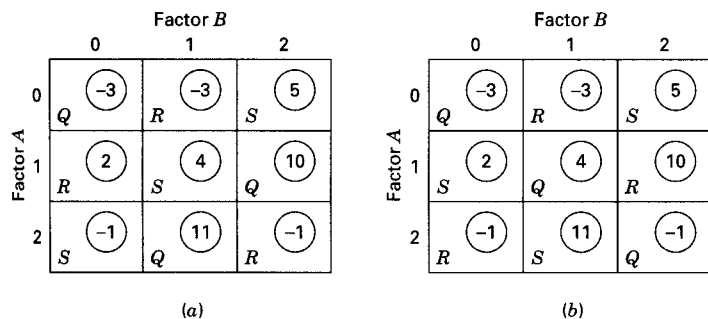 Factor B Factor B
0 1 2 0 1 2
0 -3 -3 5 0 -3 -3 5
Q R S Q R S
Factor A 1 2 4 10 Factor A 1 2 4 10
R S Q S Q R
2 -1 11 -1 2 -1 11 -1
S Q R R S Q
(a) (b)